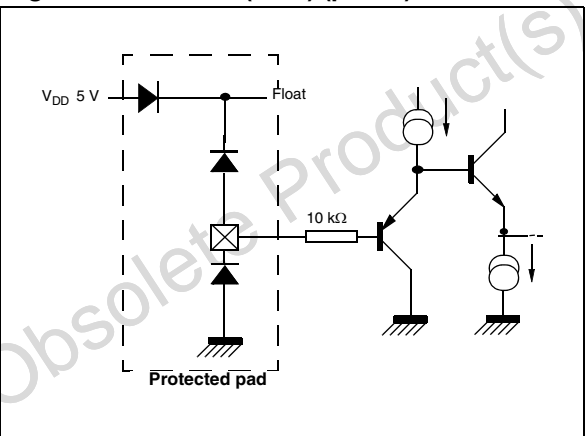 V_DD 5 V
Float
10 kΩ
Protected pad
Obsolete Product(s)